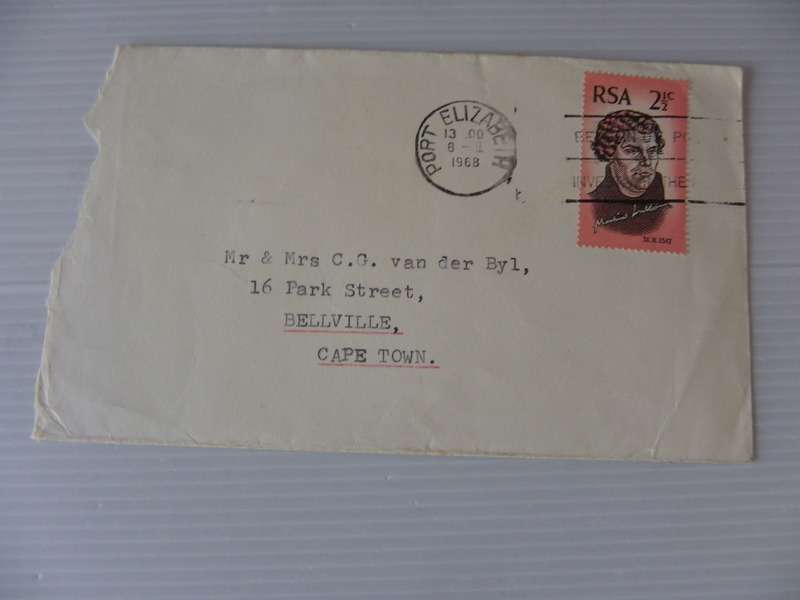 PORT ELIZABETH
13 00
1968
RSA 2½c
Mr & Mrs C.G. van der Byl,
16 Park Street,
BELLVILLE,
CAPE TOWN.